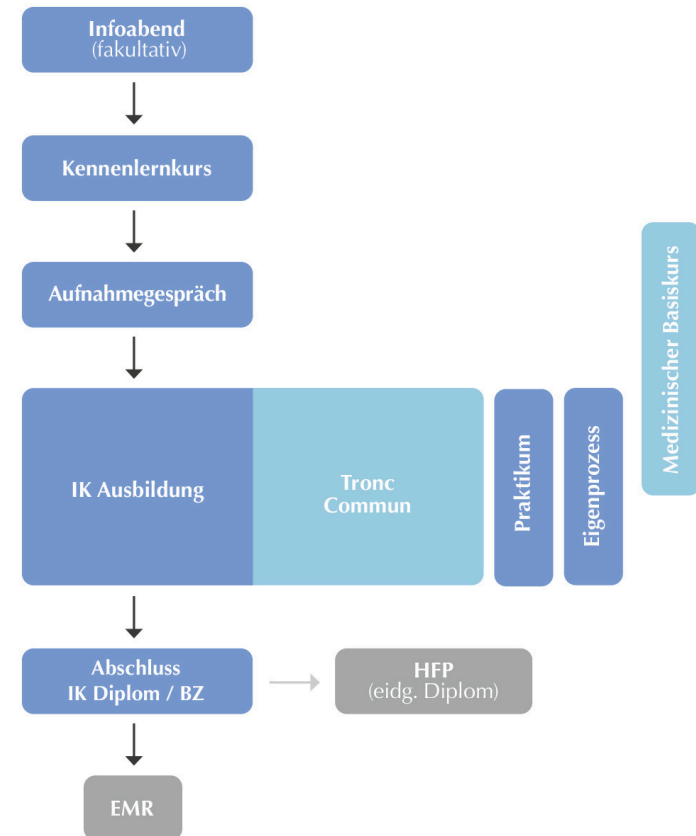 Infoabend
(fakultativ)
Kennenlernkurs
Aufnahmegespräch
IK Ausbildung
Tronc
Commun
Praktikum
Eigenprozess
Medizinischer Basiskurs
Abschluss
IK Diplom / BZ
HFP
(eidg. Diplom)
EMR